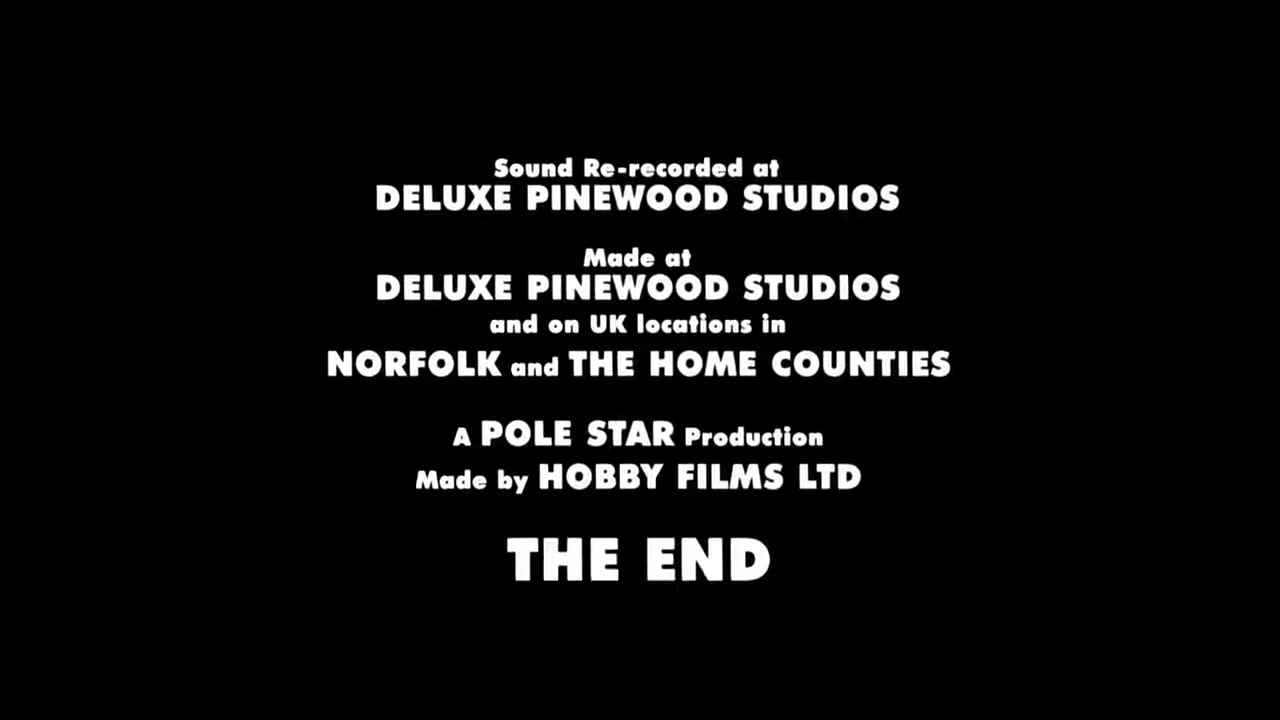 Sound Re-recorded at
DELUXE PINEWOOD STUDIOS
Made at
DELUXE PINEWOOD STUDIOS
and on UK locations in
NORFOLK and THE HOME COUNTIES
A POLE STAR Production
Made by HOBBY FILMS LTD
THE END